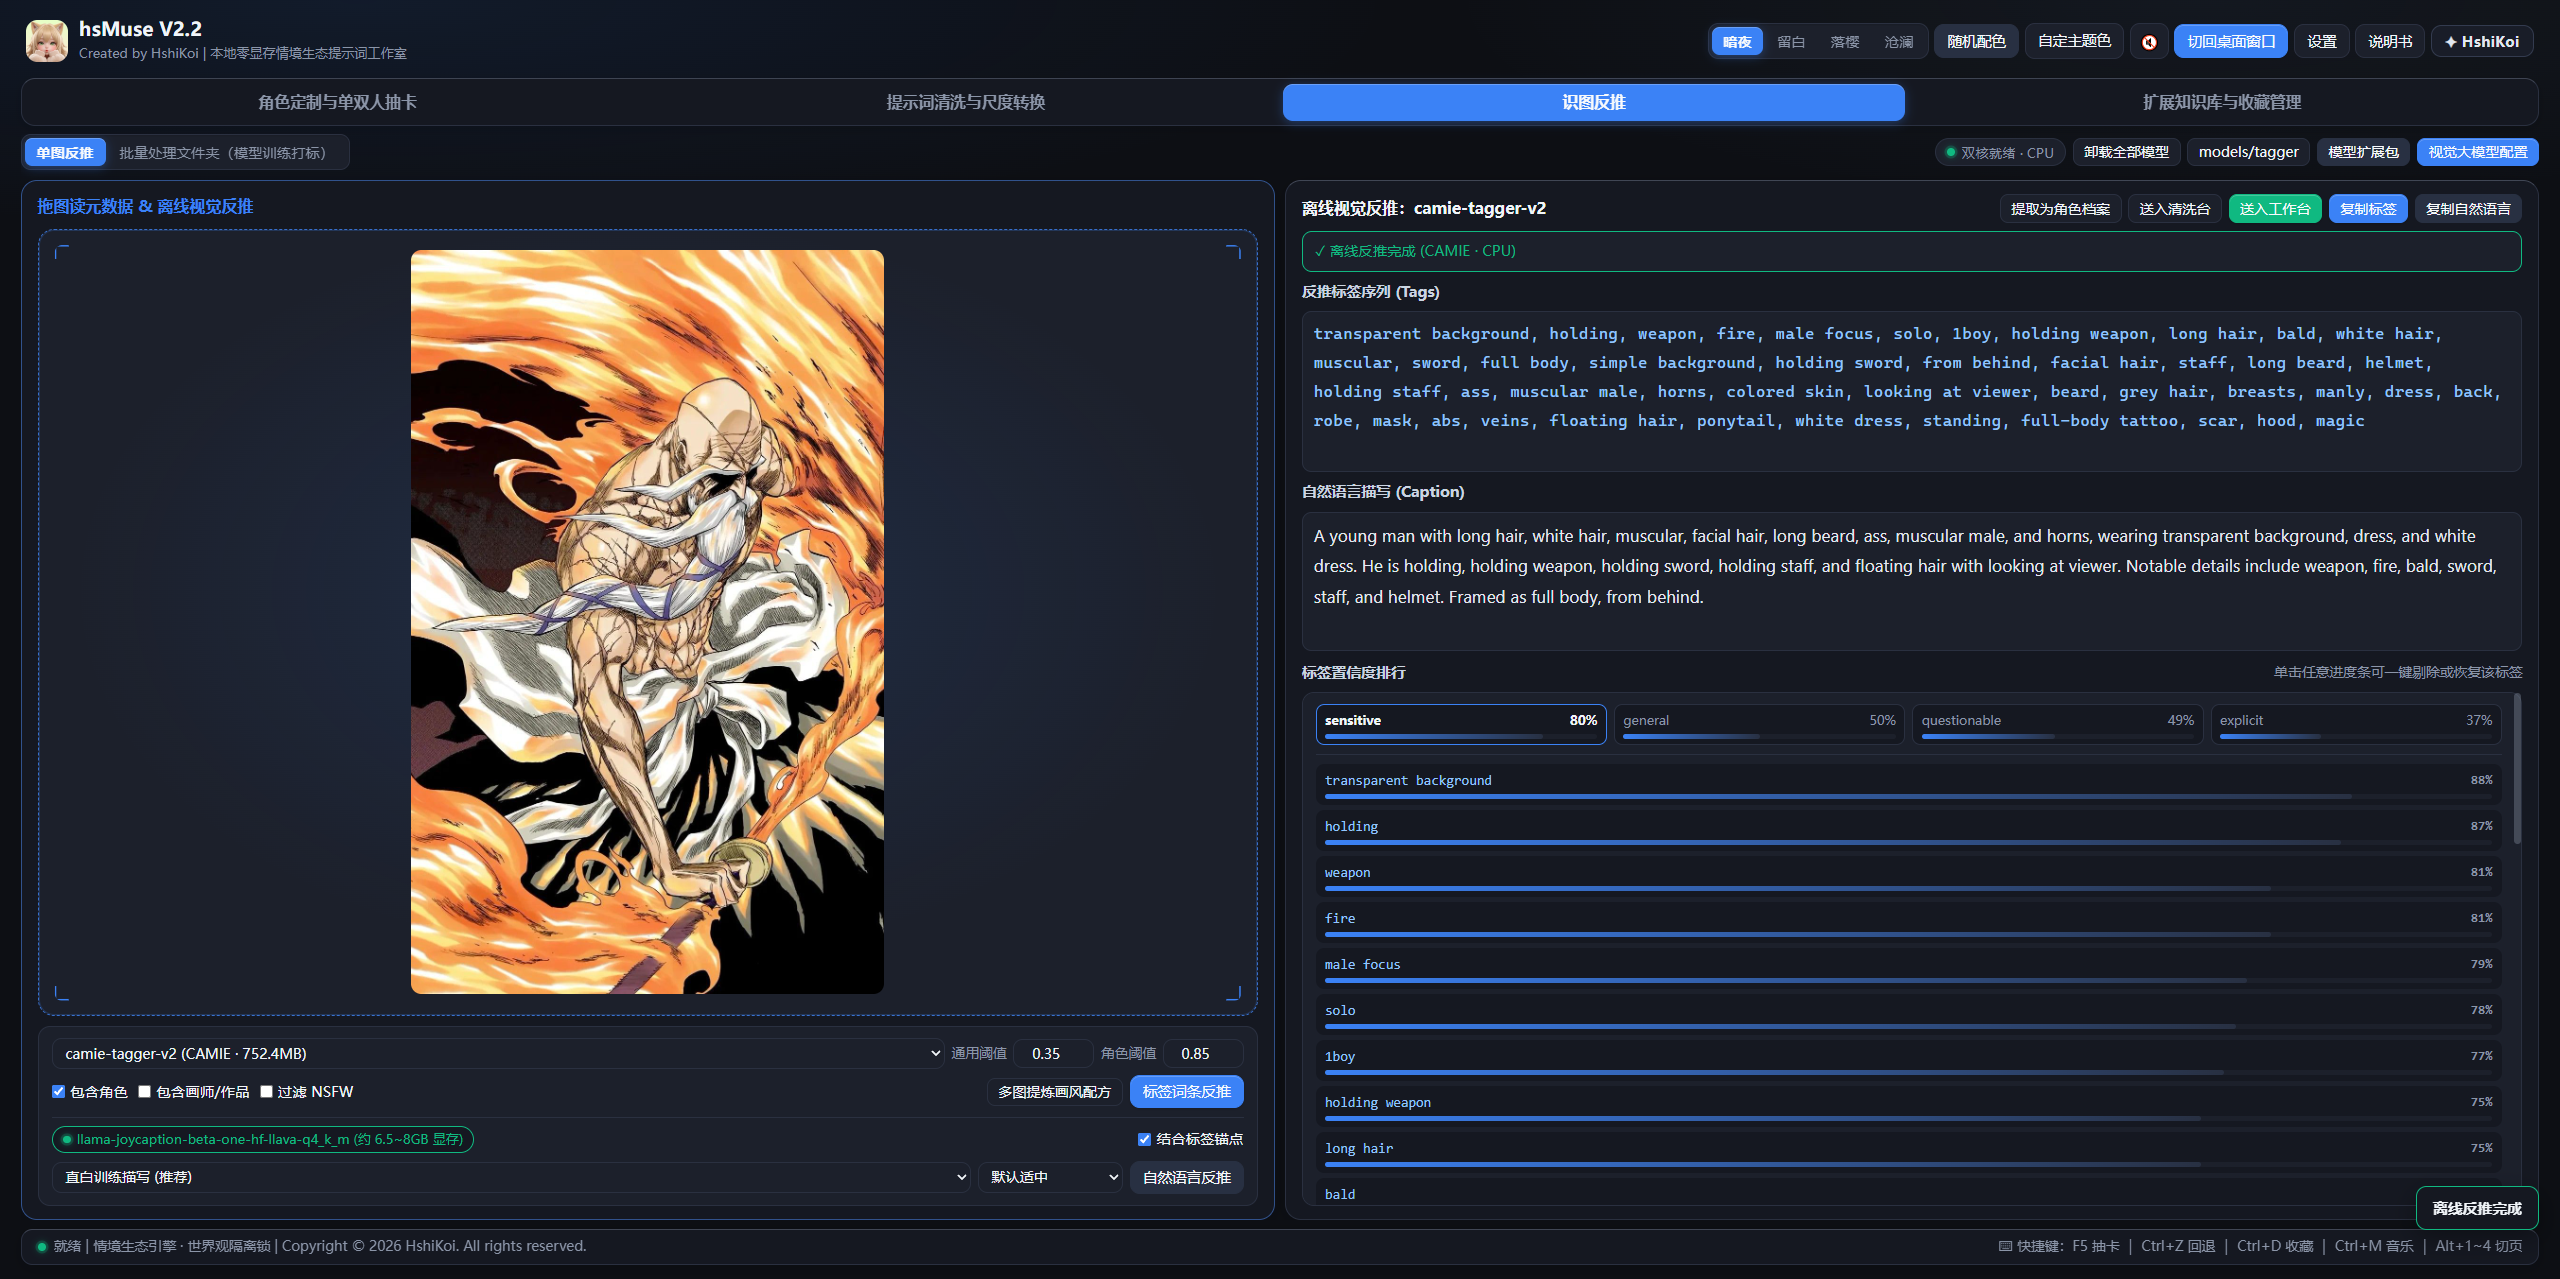 hsMuse V2.2
Created by HshiKoi | 本地零显存情境生态提示词工作室
暗夜 留白 落樱 沧澜 随机配色 自定主题色 切回桌面窗口 设置 说明书 ✦ HshiKoi
角色定制与单双人抽卡 提示词清洗与尺度转换 识图反推 扩展知识库与收藏管理
单图反推 批量处理文件夹（模型训练打标） 双核就绪 · CPU 卸载全部模型 models/tagger 模型扩展包 视觉大模型配置
拖图读元数据 & 离线视觉反推
camie-tagger-v2 (CAMIE · 752.4MB) 通用阈值 0.35 角色阈值 0.85
包含角色 包含画师/作品 过滤 NSFW 多图提炼画风配方 标签词条反推
llama-joycaption-beta-one-hf-llava-q4_k_m (约 6.5~8GB 显存) 结合标签锚点
直白训练描写 (推荐) 默认适中 自然语言反推
离线视觉反推：camie-tagger-v2 提取为角色档案 送入清洗台 送入工作台 复制标签 复制自然语言
✓ 离线反推完成 (CAMIE · CPU)
反推标签序列 (Tags)
transparent background, holding, weapon, fire, male focus, solo, 1boy, holding weapon, long hair, bald, white hair,
muscular, sword, full body, simple background, holding sword, from behind, facial hair, staff, long beard, helmet,
holding staff, ass, muscular male, horns, colored skin, looking at viewer, beard, grey hair, breasts, manly, dress, back,
robe, mask, abs, veins, floating hair, ponytail, white dress, standing, full-body tattoo, scar, hood, magic
自然语言描写 (Caption)
A young man with long hair, white hair, muscular, facial hair, long beard, ass, muscular male, and horns, wearing transparent background, dress, and white
dress. He is holding, holding weapon, holding sword, holding staff, and floating hair with looking at viewer. Notable details include weapon, fire, bald, sword,
staff, and helmet. Framed as full body, from behind.
标签置信度排行 单击任意进度条可一键剔除或恢复该标签
sensitive 80% general 50% questionable 49% explicit 37%
transparent background 88%
holding 87%
weapon 81%
fire 81%
male focus 79%
solo 78%
1boy 77%
holding weapon 75%
long hair 75%
bald
离线反推完成
就绪 | 情境生态引擎 · 世界观隔离锁 | Copyright © 2026 HshiKoi. All rights reserved.
快捷键：F5 抽卡 | Ctrl+Z 回退 | Ctrl+D 收藏 | Ctrl+M 音乐 | Alt+1~4 切页